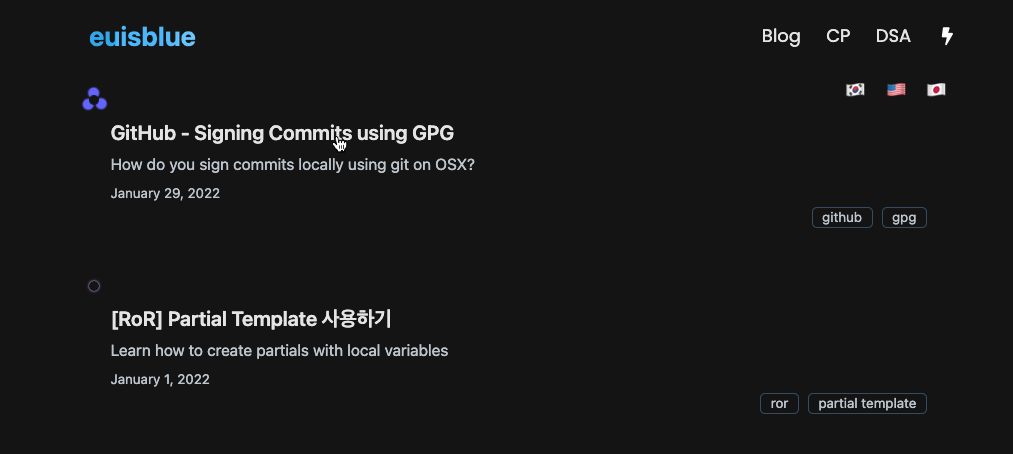 euisblue
Blog CP DSA
GitHub - Signing Commits using GPG
How do you sign commits locally using git on OSX?
January 29, 2022
github gpg
[RoR] Partial Template 사용하기
Learn how to create partials with local variables
January 1, 2022
ror partial template